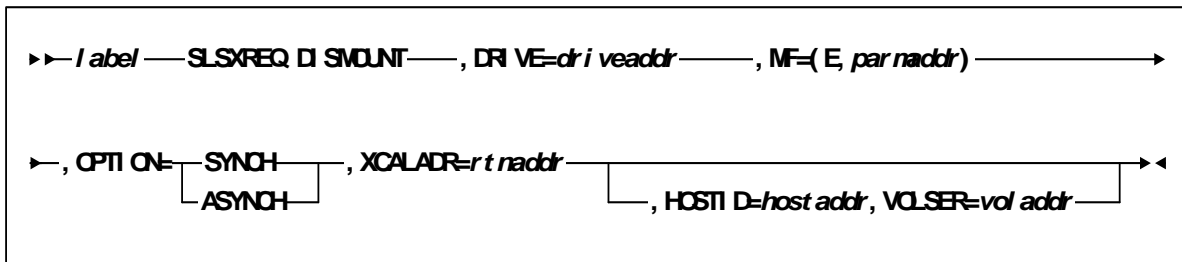 label SLSXREQ DISMOUNT , DRIVE=driveaddr , MF=(E, parmaddr)
, OPTION= SYNCH , XCALADR=rtnaddr
ASYNCH
, HOSTID=hostaddr, VOLSER=voladdr